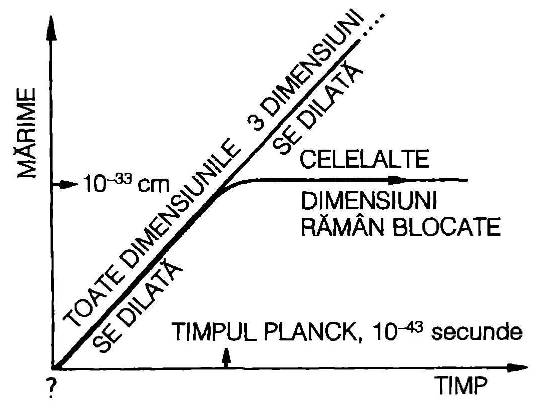 MĂRIME
10⁻³³ cm
TOATE DIMENSIUNILE
SE DILATĂ
3 DIMENSIUNI
SE DILATĂ
CELELALTE
DIMENSIUNI
RĂMÂN BLOCATE
TIMPUL PLANCK, 10⁻⁴³ secunde
?
TIMP